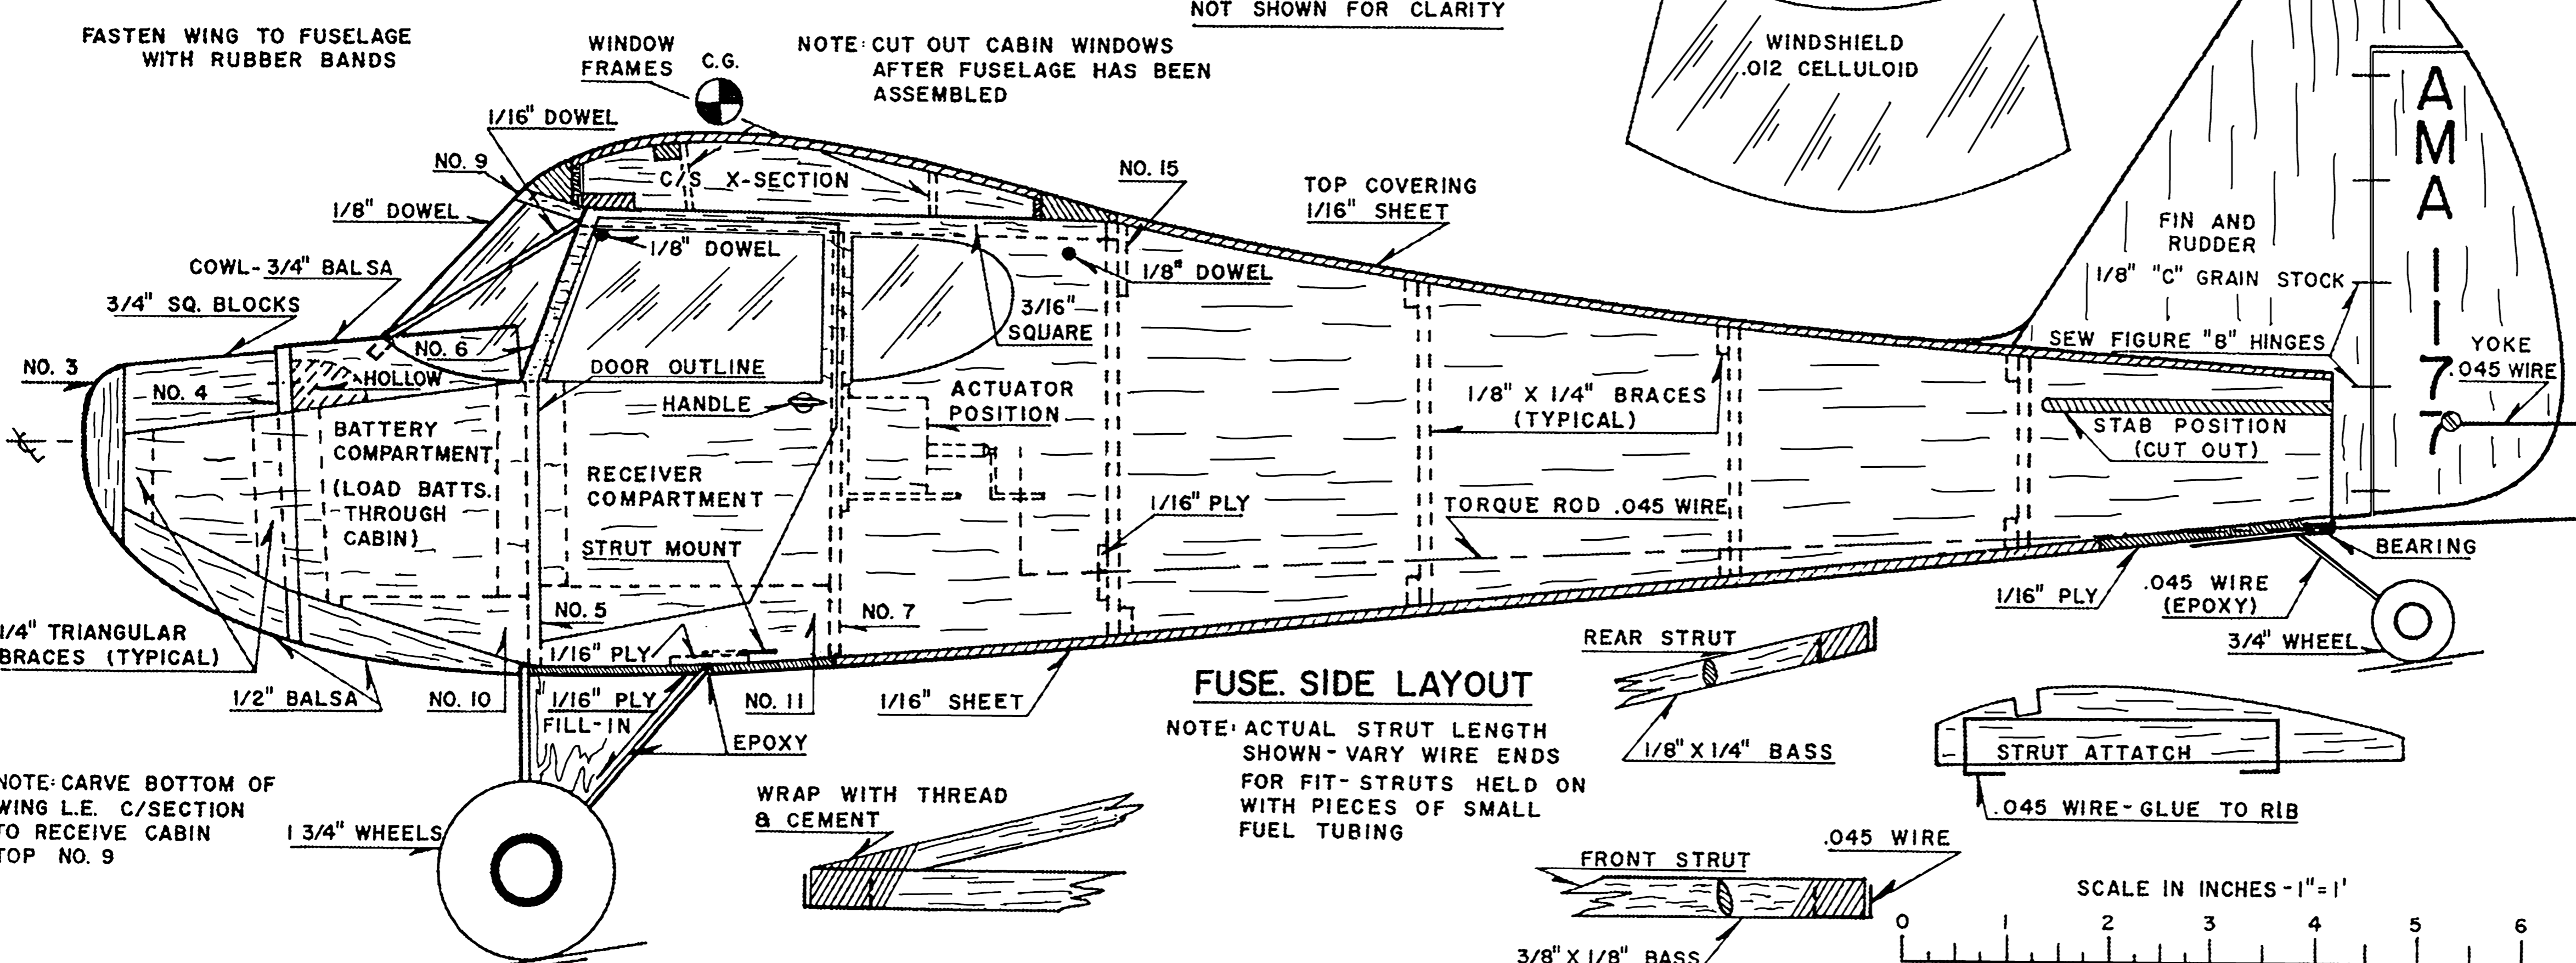 NOT SHOWN FOR CLARITY
FASTEN WING TO FUSELAGE
WITH RUBBER BANDS
WINDOW
FRAMES
C.G.
NOTE: CUT OUT CABIN WINDOWS
AFTER FUSELAGE HAS BEEN
ASSEMBLED
WINDSHIELD
.012 CELLULOID
1/16" DOWEL
NO. 9
1/8" DOWEL
C/S X-SECTION
NO. 15
TOP COVERING
1/16" SHEET
COWL-3/4" BALSA
3/4" SQ. BLOCKS
1/8" DOWEL
1/8" DOWEL
3/16"
SQUARE
FIN AND
RUDDER
1/8" "C" GRAIN STOCK
SEW FIGURE "8" HINGES
AMA-177
YOKE
.045 WIRE
NO. 3
NO. 4
NO. 6
HOLLOW
DOOR OUTLINE
HANDLE
ACTUATOR
POSITION
1/8" X 1/4" BRACES
(TYPICAL)
STAB POSITION
(CUT OUT)
BATTERY
COMPARTMENT
(LOAD BATTS.
THROUGH
CABIN)
RECEIVER
COMPARTMENT
STRUT MOUNT
1/16" PLY
TORQUE ROD .045 WIRE
BEARING
1/16" PLY
.045 WIRE
(EPOXY)
3/4" WHEEL
1/4" TRIANGULAR
BRACES (TYPICAL)
1/2" BALSA
NO. 10
NO. 5
1/16" PLY
1/16" PLY
FILL-IN
NO. 11
NO. 7
EPOXY
1/16" SHEET
FUSE. SIDE LAYOUT
NOTE: ACTUAL STRUT LENGTH
SHOWN-VARY WIRE ENDS
FOR FIT-STRUTS HELD ON
WITH PIECES OF SMALL
FUEL TUBING
REAR STRUT
1/8" X 1/4" BASS
STRUT ATTATCH
.045 WIRE-GLUE TO RIB
NOTE: CARVE BOTTOM OF
WING L.E. C/SECTION
TO RECEIVE CABIN
TOP NO. 9
1 3/4" WHEELS
WRAP WITH THREAD
& CEMENT
FRONT STRUT
.045 WIRE
3/8" X 1/8" BASS
SCALE IN INCHES-1"=1'
0 1 2 3 4 5 6